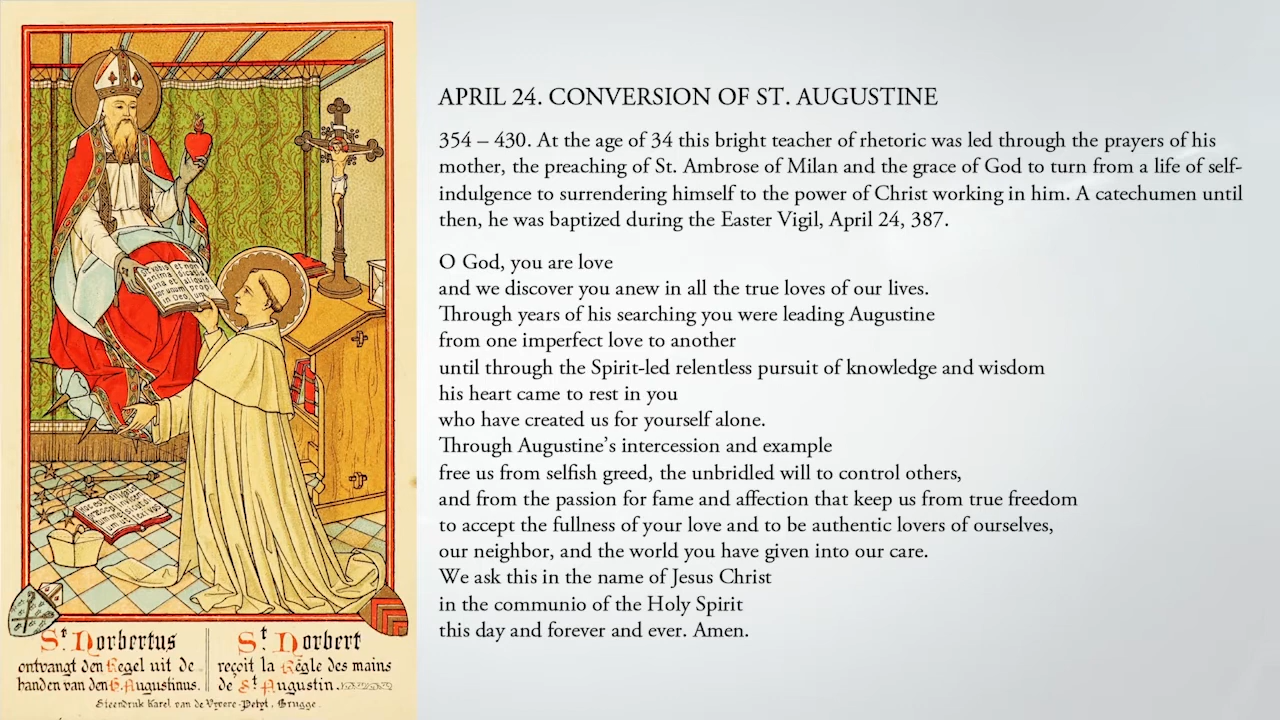 APRIL 24. CONVERSION OF ST. AUGUSTINE
354 – 430. At the age of 34 this bright teacher of rhetoric was led through the prayers of his
mother, the preaching of St. Ambrose of Milan and the grace of God to turn from a life of self-
indulgence to surrendering himself to the power of Christ working in him. A catechumen until
then, he was baptized during the Easter Vigil, April 24, 387.
O God, you are love
and we discover you anew in all the true loves of our lives.
Through years of his searching you were leading Augustine
from one imperfect love to another
until through the Spirit-led relentless pursuit of knowledge and wisdom
his heart came to rest in you
who have created us for yourself alone.
Through Augustine’s intercession and example
free us from selfish greed, the unbridled will to control others,
and from the passion for fame and affection that keep us from true freedom
to accept the fullness of your love and to be authentic lovers of ourselves,
our neighbor, and the world you have given into our care.
We ask this in the name of Jesus Christ
in the communio of the Holy Spirit
this day and forever and ever. Amen.
St Norbertus
ontvangt den Regel uit de
handen van den H. Augustinus.
St Norbert
reçoit la Règle des mains
de St Augustin.
Steendruk Karel van de Vyvere-Petyt, Brugge.